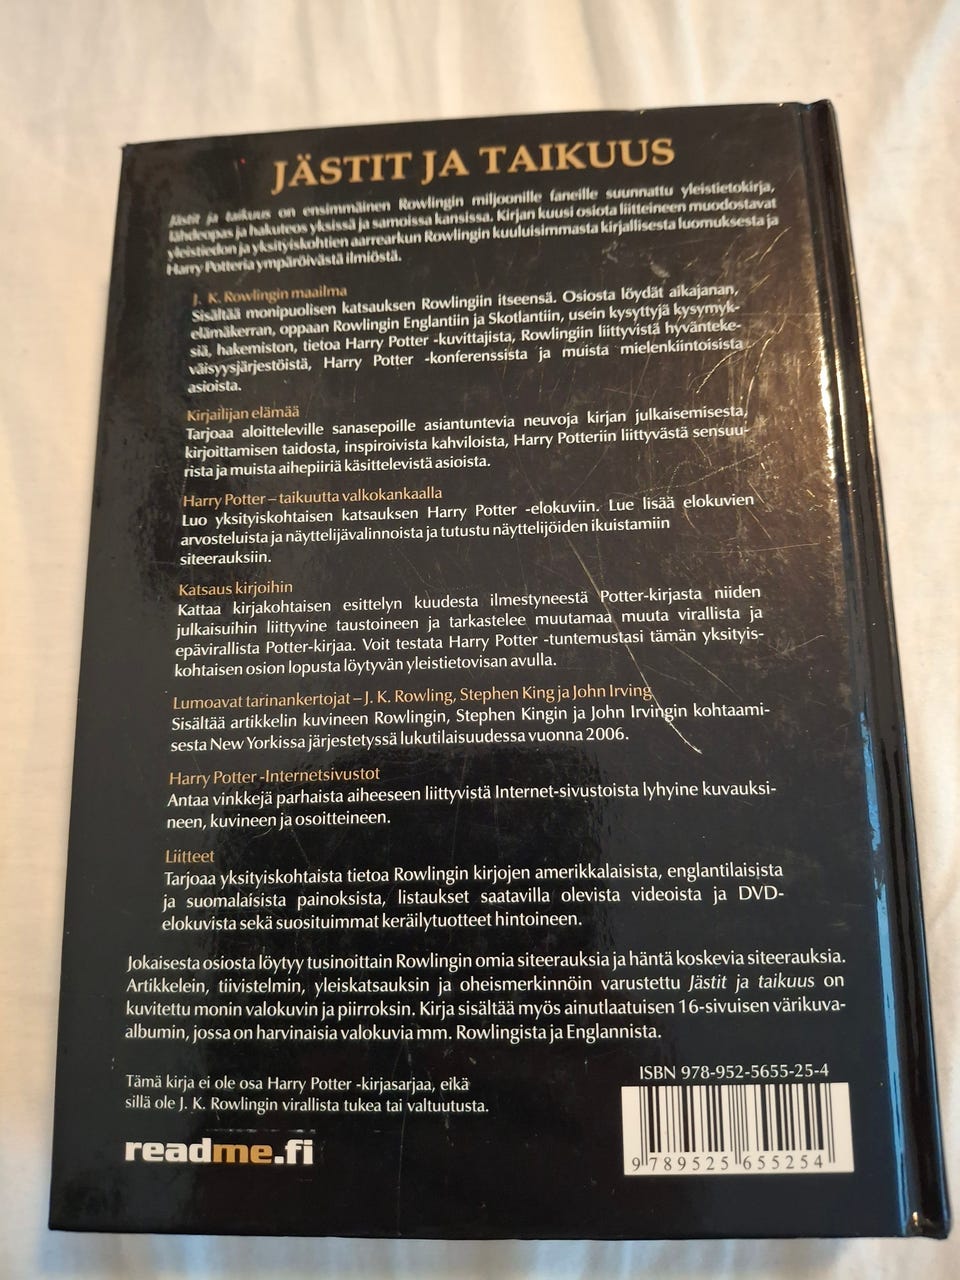 JÄSTIT JA TAIKUUS
Jästit ja taikuus on ensimmäinen Rowlingin miljoonille faneille suunnattu yleistietokirja,
lähdeopas ja hakuteos yksissä ja samoissa kansissa. Kirjan kuusi osiota liitteineen muodostavat
yleistiedon ja yksityiskohtien aarrearkun Rowlingin kuuluisimmasta kirjallisesta luomuksesta ja
Harry Potteria ympäröivästä ilmiöstä.
J. K. Rowlingin maailma
Sisältää monipuolisen katsauksen Rowlingiin itseensä. Osiosta löydät aikajanan,
elämäkerran, oppaan Rowlingin Englantiin ja Skotlantiin, usein kysyttyjä kysymyk-
siä, hakemiston, tietoa Harry Potter -kuvittajista, Rowlingiin liittyvistä hyvänteke-
väisyysjärjestöistä, Harry Potter -konferenssista ja muista mielenkiintoisista
asioista.
Kirjailijan elämää
Tarjoaa aloitteleville sanasepoille asiantuntevia neuvoja kirjan julkaisemisesta,
kirjoittamisen taidosta, inspiroivista kahviloista, Harry Potteriin liittyvästä sensuu-
rista ja muista aihepiiriä käsittelevistä asioista.
Harry Potter – taikuutta valkokankaalla
Luo yksityiskohtaisen katsauksen Harry Potter -elokuviin. Lue lisää elokuvien
arvosteluista ja näyttelijävalinnoista ja tutustu näyttelijöiden ikuistamiin
siteerauksiin.
Katsaus kirjoihin
Kattaa kirjakohtaisen esittelyn kuudesta ilmestyneestä Potter-kirjasta niiden
julkaisuihin liittyvine taustoineen ja tarkastelee muutamaa muuta virallista ja
epävirallista Potter-kirjaa. Voit testata Harry Potter -tuntemustasi tämän yksityis-
kohtaisen osion lopusta löytyvän yleistietovisan avulla.
Lumoavat tarinankertojat – J. K. Rowling, Stephen King ja John Irving
Sisältää artikkelin kuvineen Rowlingin, Stephen Kingin ja John Irvingin kohtaami-
sesta New Yorkissa järjestetyssä lukutilaisuudessa vuonna 2006.
Harry Potter -Internetsivustot
Antaa vinkkejä parhaista aiheeseen liittyvistä Internet-sivustoista lyhyine kuvauksi-
neen, kuvineen ja osoitteineen.
Liitteet
Tarjoaa yksityiskohtaista tietoa Rowlingin kirjojen amerikkalaisista, englantilaisista
ja suomalaisista painoksista, listaukset saatavilla olevista videoista ja DVD-
elokuvista sekä suosituimmat keräilytuotteet hintoineen.
Jokaisesta osiosta löytyy tusinoittain Rowlingin omia siteerauksia ja häntä koskevia siteerauksia.
Artikkelein, tiivistelmin, yleiskatsauksin ja oheismerkinnöin varustettu Jästit ja taikuus on
kuvitettu monin valokuvin ja piirroksin. Kirja sisältää myös ainutlaatuisen 16-sivuisen värikuva-
albumin, jossa on harvinaisia valokuvia mm. Rowlingista ja Englannista.
Tämä kirja ei ole osa Harry Potter -kirjasarjaa, eikä
sillä ole J. K. Rowlingin virallista tukea tai valtuutusta.
readme.fi
ISBN 978-952-5655-25-4
9 789525 655254